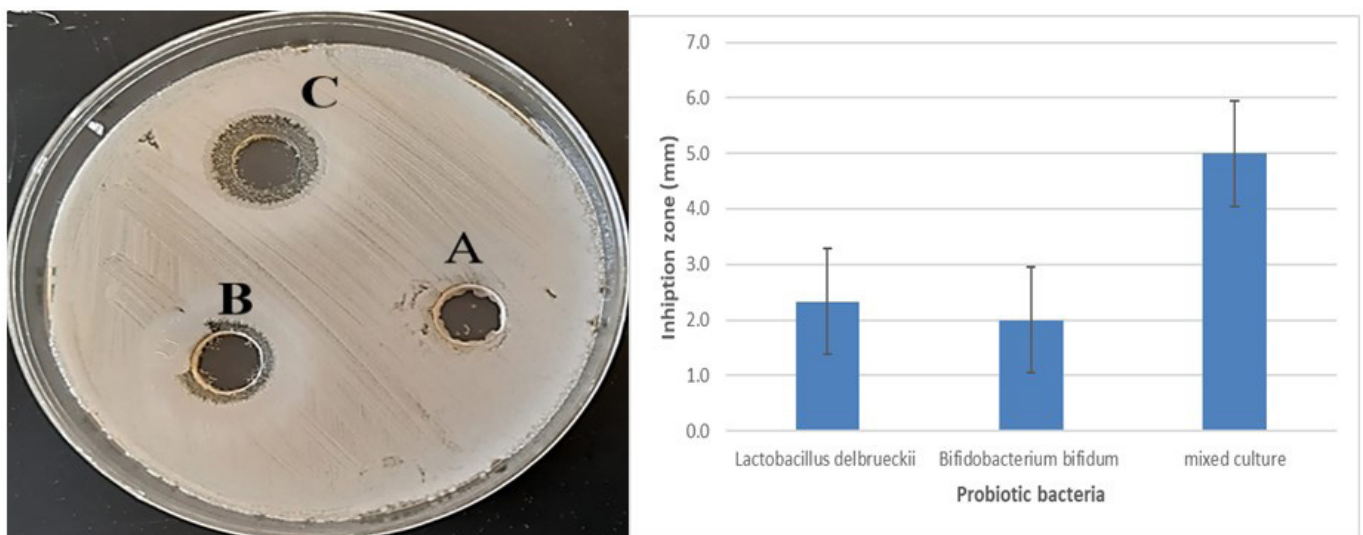 C
A
B
7.0
6.0
5.0
4.0
3.0
2.0
1.0
0.0
Inhiption zone (mm)
Lactobacillus delbrueckii
Bifidobacterium bifidum
mixed culture
Probiotic bacteria